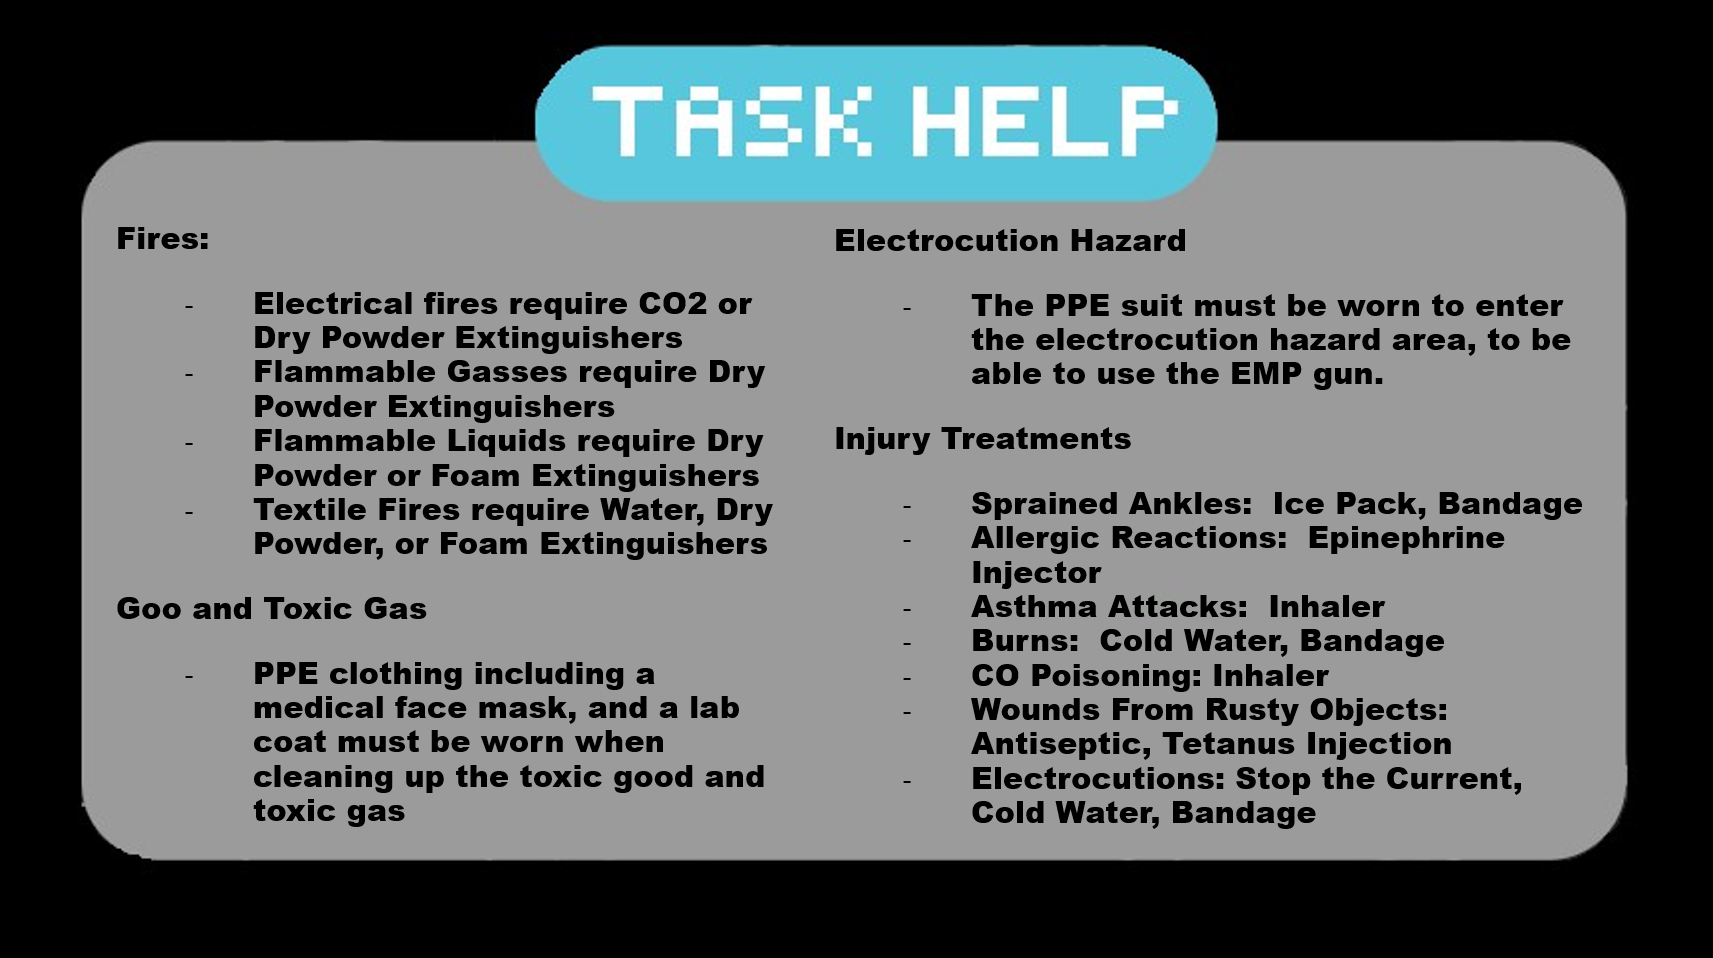 TASK HELP
Fires:
- Electrical fires require CO2 or
Dry Powder Extinguishers
- Flammable Gasses require Dry
Powder Extinguishers
- Flammable Liquids require Dry
Powder or Foam Extinguishers
- Textile Fires require Water, Dry
Powder, or Foam Extinguishers
Goo and Toxic Gas
- PPE clothing including a
medical face mask, and a lab
coat must be worn when
cleaning up the toxic good and
toxic gas
Electrocution Hazard
- The PPE suit must be worn to enter
the electrocution hazard area, to be
able to use the EMP gun.
Injury Treatments
- Sprained Ankles:  Ice Pack, Bandage
- Allergic Reactions:  Epinephrine
Injector
- Asthma Attacks:  Inhaler
- Burns:  Cold Water, Bandage
- CO Poisoning: Inhaler
- Wounds From Rusty Objects:
Antiseptic, Tetanus Injection
- Electrocutions: Stop the Current,
Cold Water, Bandage